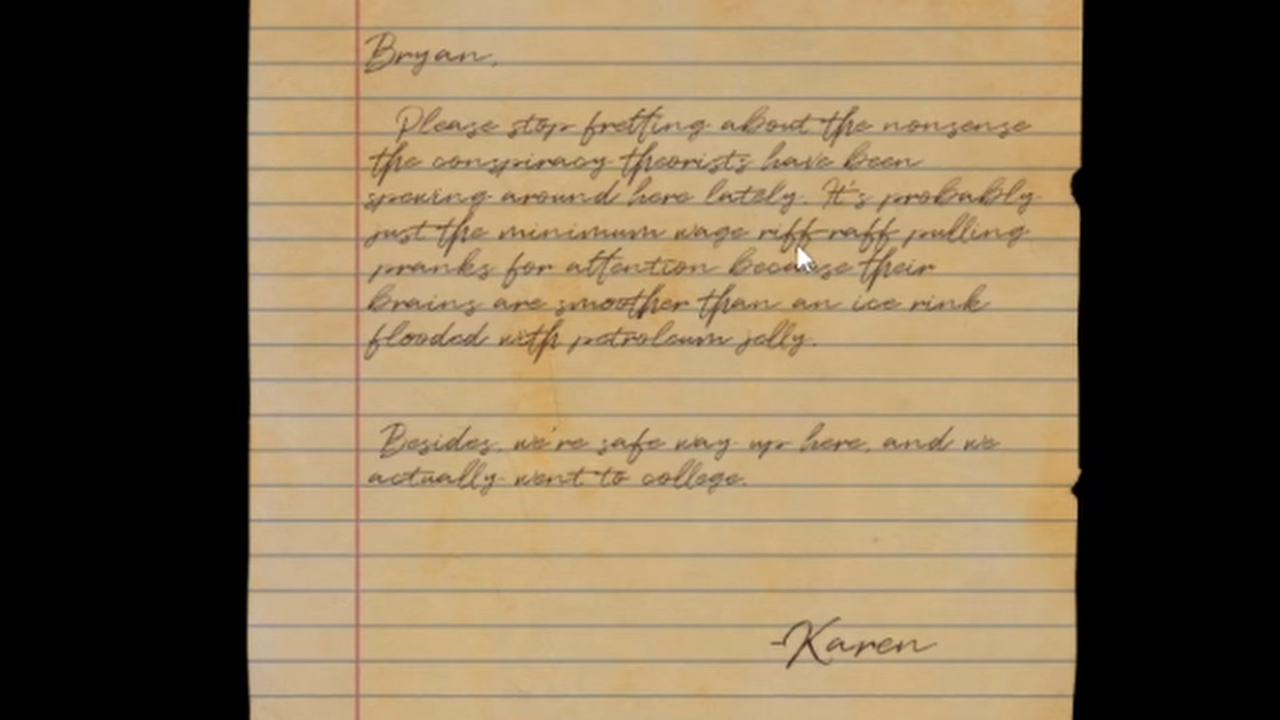 Bryan,
Please stop fretting about the nonsense
the conspiracy theorists have been
spewing around here lately. It's probably
just the minimum wage riff-raff pulling
pranks for attention because their
brains are smoother than an ice rink
flooded with petroleum jelly.
Besides, we're safe way up here, and we
actually went to college.
-Karen